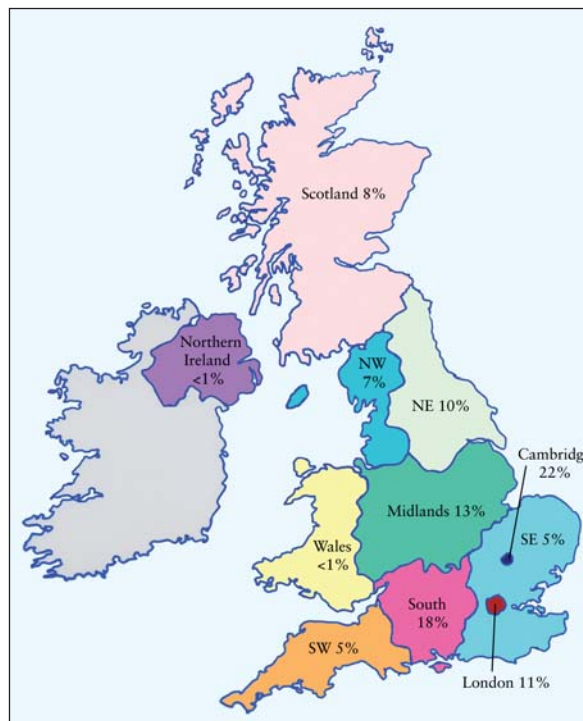 Scotland 8%
Northern
Ireland
<1%
NW
7%
NE 10%
Cambridg
22%
Midlands 13%
SE 5%
Wales
<1%
South
18%
SW 5%
London 11%